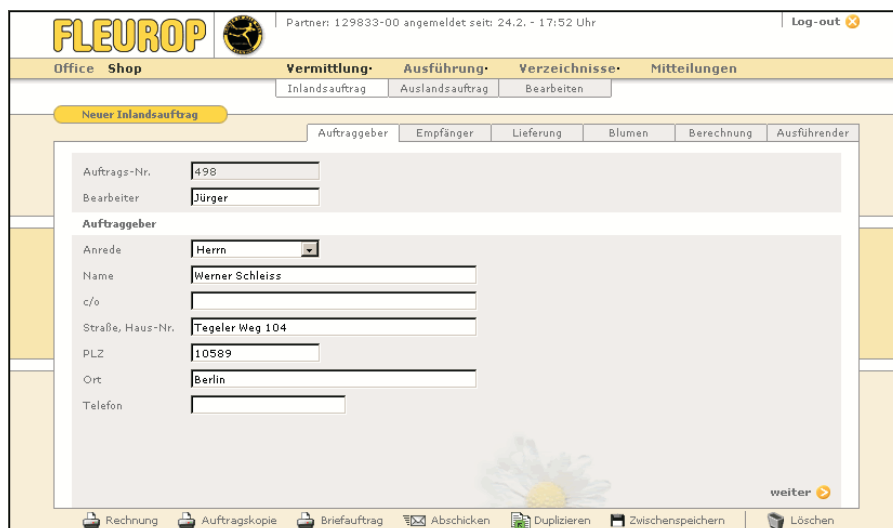 FLEUROP
Partner: 129833-00 angemeldet seit: 24.2. - 17:52 Uhr
Log-out
Office Shop Vermittlung· Ausführung· Verzeichnisse· Mitteilungen
Inlandsauftrag Auslandsauftrag Bearbeiten
Neuer Inlandsauftrag
Auftraggeber Empfänger Lieferung Blumen Berechnung Ausführender
Auftrags-Nr. 498
Bearbeiter Jürger
Auftraggeber
Anrede Herrn
Name Werner Schleiss
c/o
Straße, Haus-Nr. Tegeler Weg 104
PLZ 10589
Ort Berlin
Telefon
weiter
Rechnung Auftragskopie Briefauftrag Abschicken Duplizieren Zwischenspeichern Löschen